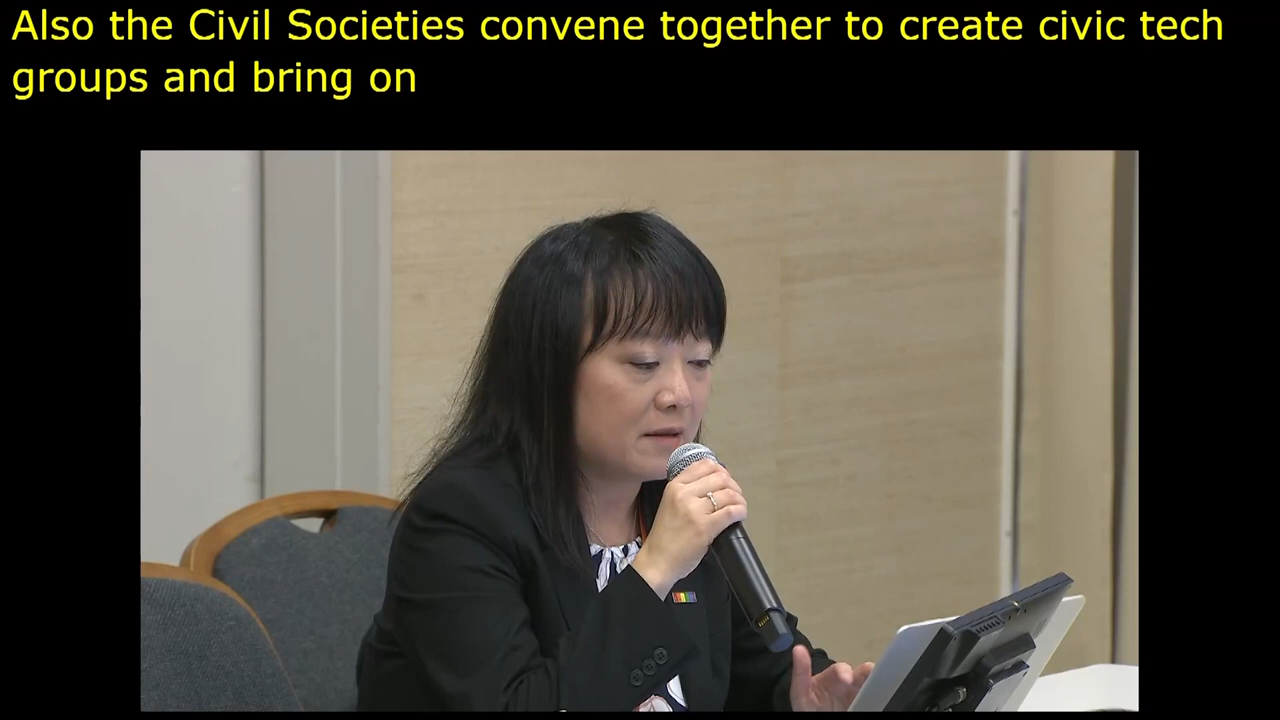 Also the Civil Societies convene together to create civic tech
groups and bring on